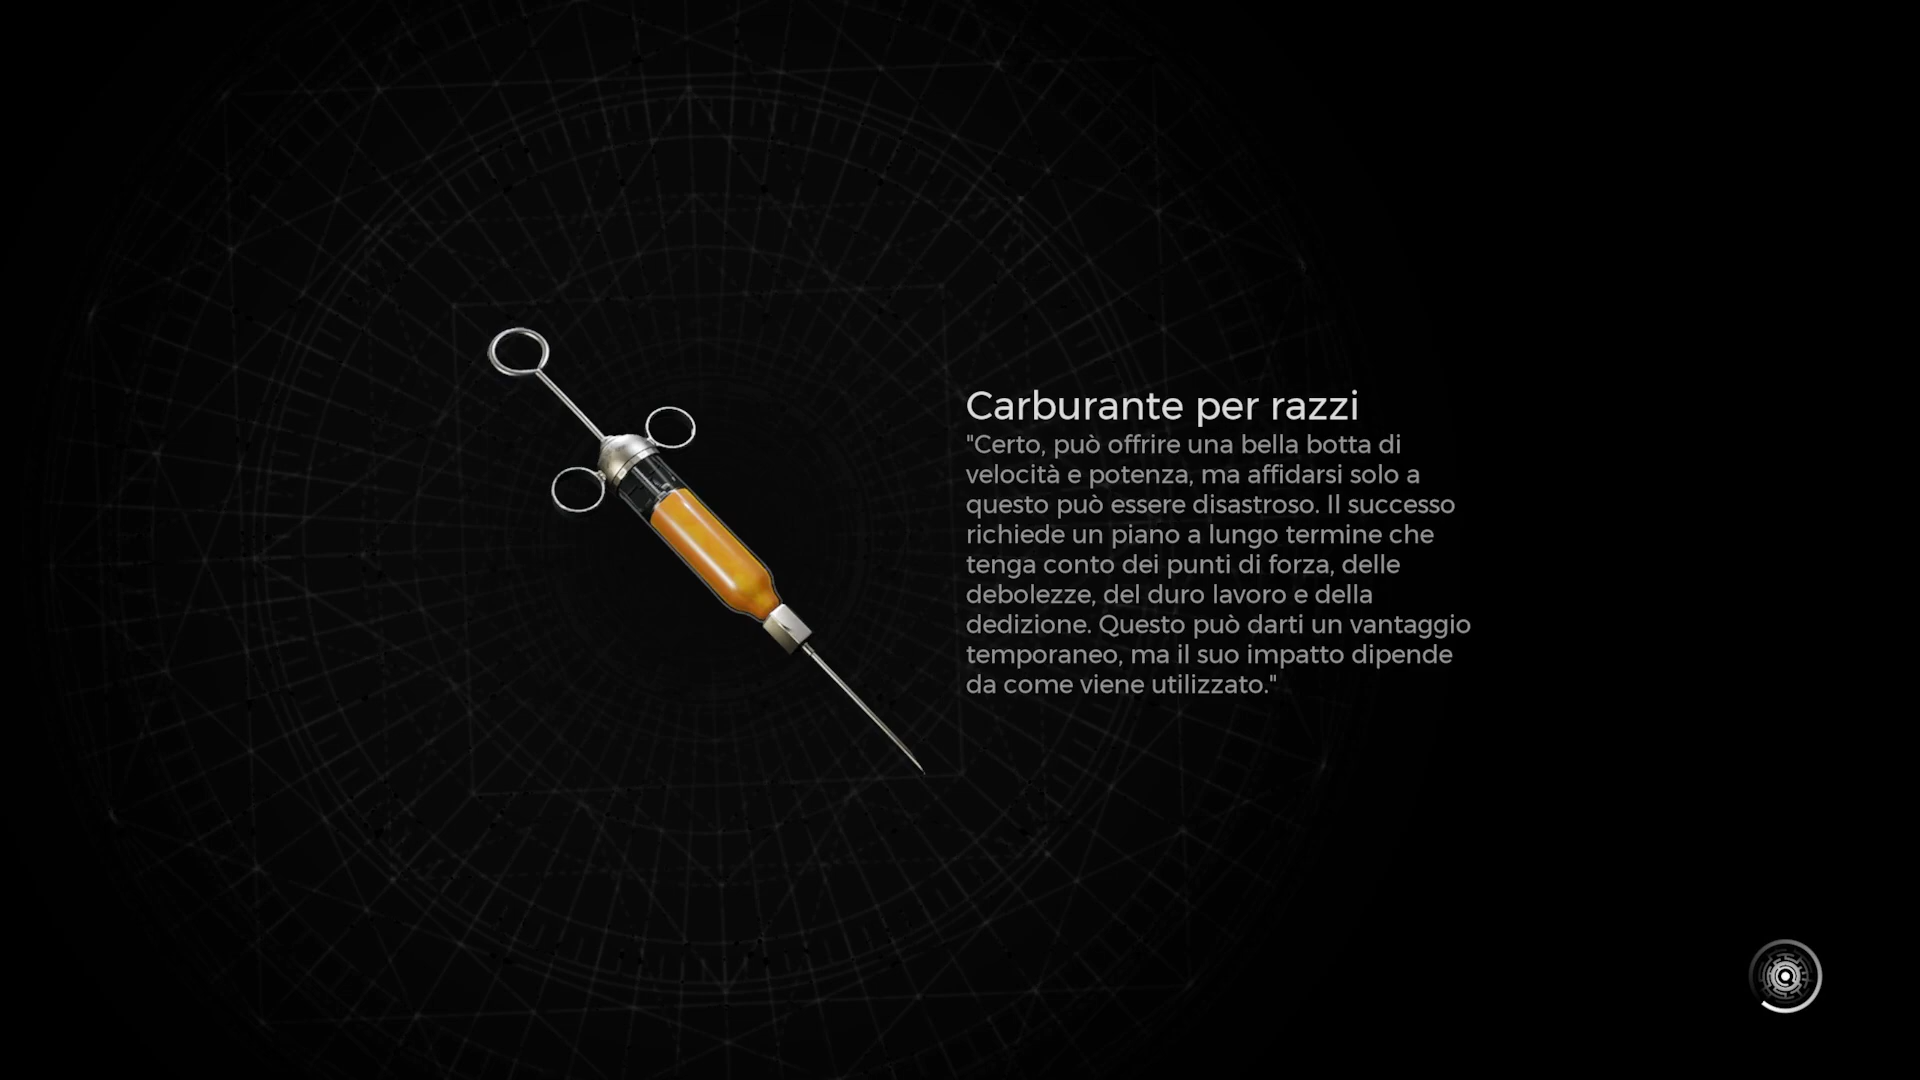 Carburante per razzi
"Certo, può offrire una bella botta di
velocità e potenza, ma affidarsi solo a
questo può essere disastroso. Il successo
richiede un piano a lungo termine che
tenga conto dei punti di forza, delle
debolezze, del duro lavoro e della
dedizione. Questo può darti un vantaggio
temporaneo, ma il suo impatto dipende
da come viene utilizzato."